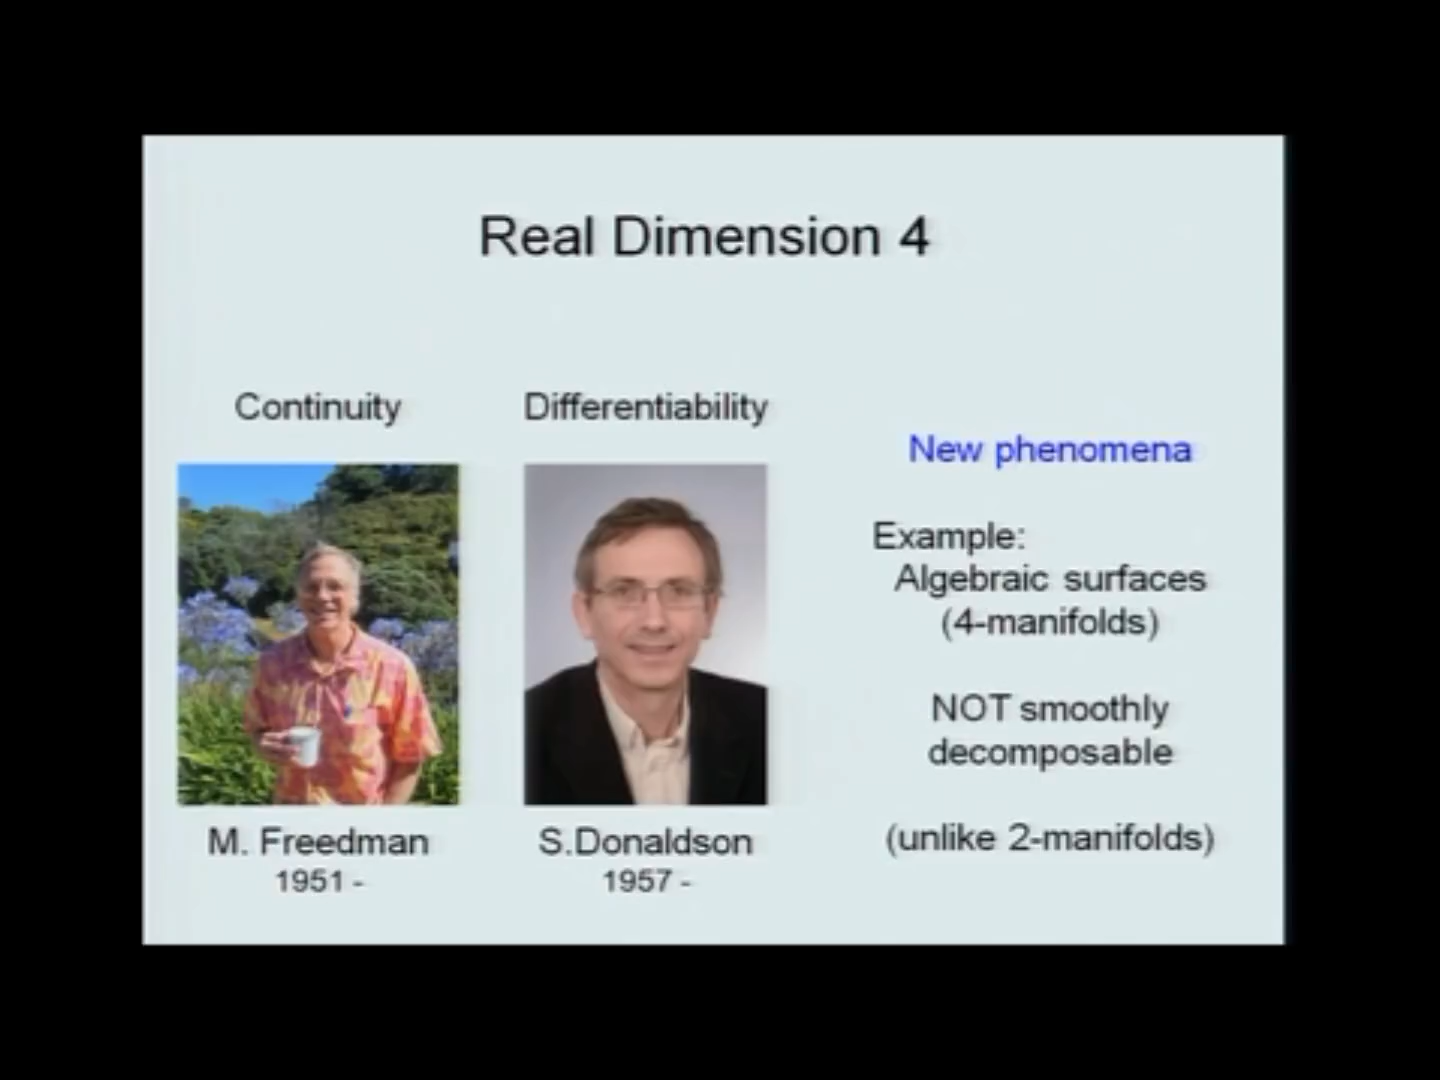 Real Dimension 4
Continuity
Differentiability
New phenomena
Example:
Algebraic surfaces
(4-manifolds)
NOT smoothly
decomposable
(unlike 2-manifolds)
M. Freedman
1951 -
S.Donaldson
1957 -